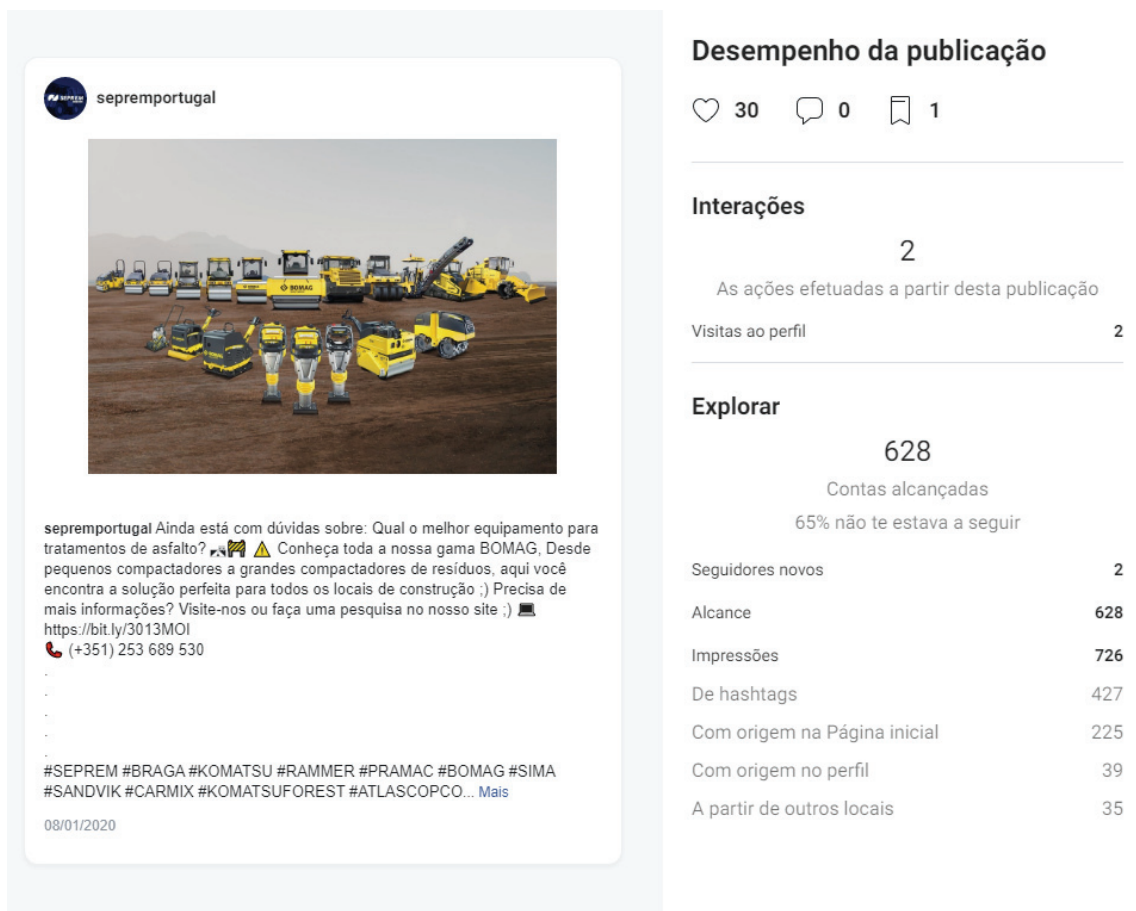 sepremportugal
BOMAG
sepremportugal Ainda está com dúvidas sobre: Qual o melhor equipamento para
tratamentos de asfalto? 🛣🚧 ⚠ Conheça toda a nossa gama BOMAG, Desde
pequenos compactadores a grandes compactadores de resíduos, aqui você
encontra a solução perfeita para todos os locais de construção ;) Precisa de
mais informações? Visite-nos ou faça uma pesquisa no nosso site ;) 💻
https://bit.ly/3013MOI
📞 (+351) 253 689 530
.
.
.
.
.
#SEPREM #BRAGA #KOMATSU #RAMMER #PRAMAC #BOMAG #SIMA
#SANDVIK #CARMIX #KOMATSUFOREST #ATLASCOPCO... Mais
08/01/2020
Desempenho da publicação
30 0 1
Interações
2
As ações efetuadas a partir desta publicação
Visitas ao perfil 2
Explorar
628
Contas alcançadas
65% não te estava a seguir
Seguidores novos 2
Alcance 628
Impressões 726
De hashtags 427
Com origem na Página inicial 225
Com origem no perfil 39
A partir de outros locais 35